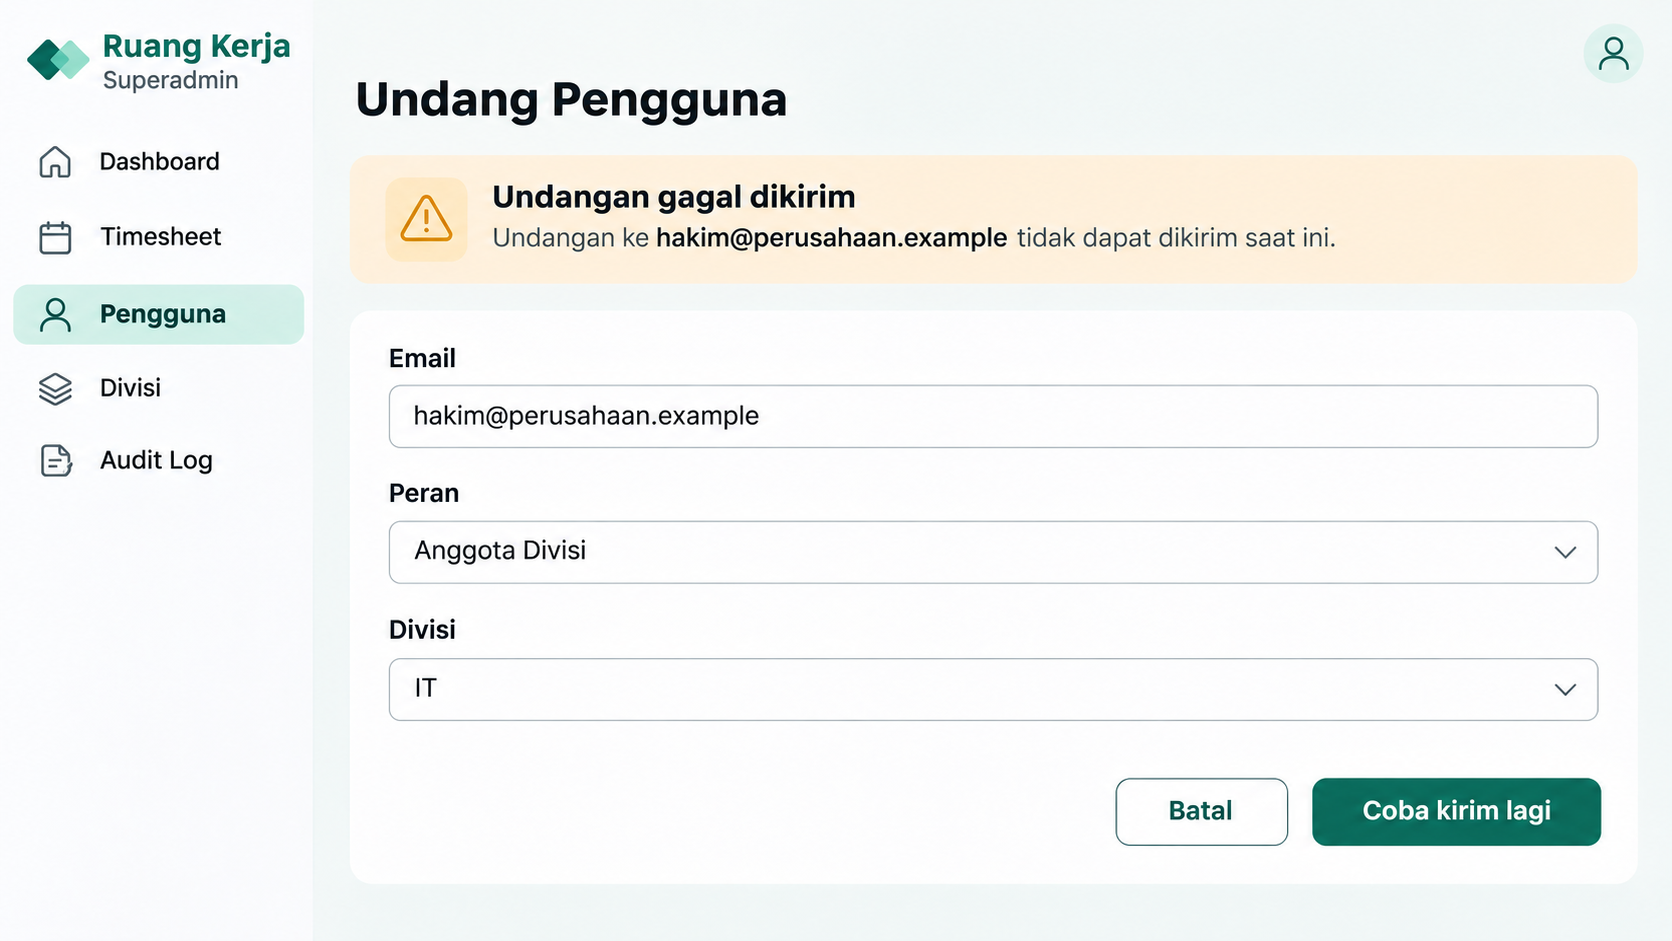 Ruang Kerja
Superadmin
Dashboard
Timesheet
Pengguna
Divisi
Audit Log
Undang Pengguna
Undangan gagal dikirim
Undangan ke hakim@perusahaan.example tidak dapat dikirim saat ini.
Email
hakim@perusahaan.example
Peran
Anggota Divisi
Divisi
IT
Batal
Coba kirim lagi